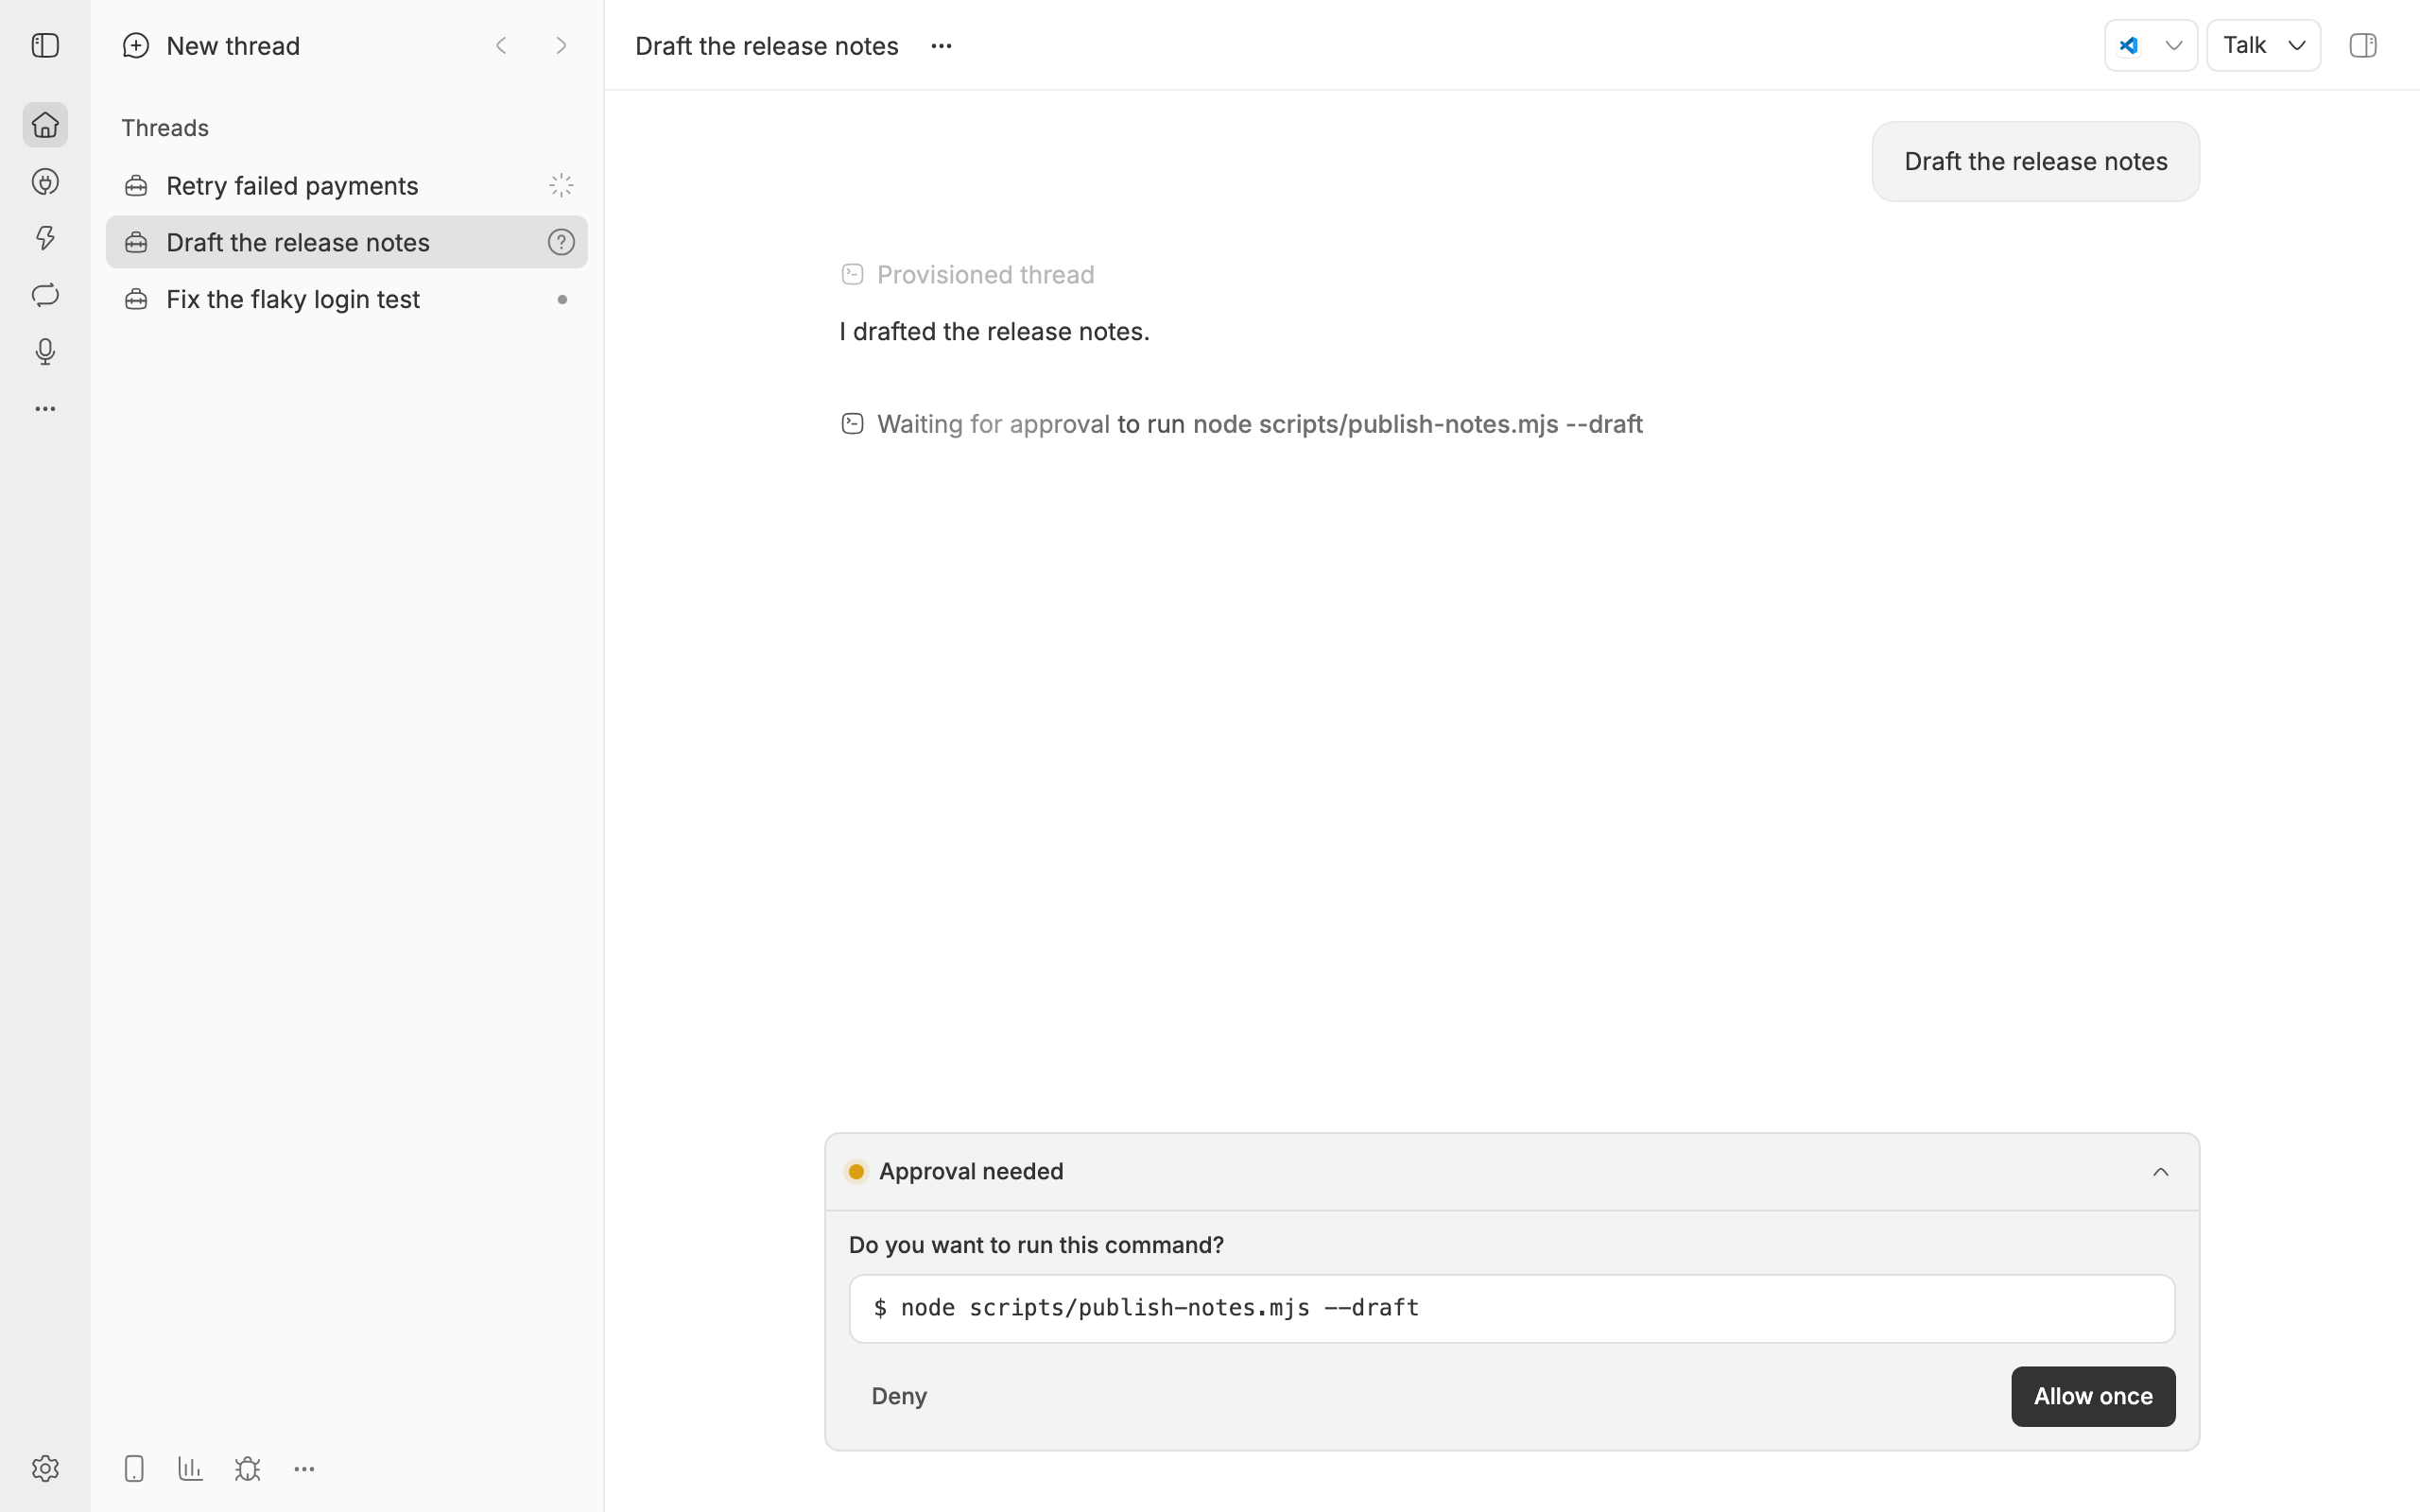 New thread
Threads
Retry failed payments
Draft the release notes
Fix the flaky login test
Draft the release notes
Talk
Draft the release notes
Provisioned thread
I drafted the release notes.
Waiting for approval to run node scripts/publish-notes.mjs --draft
Approval needed
Do you want to run this command?
$ node scripts/publish-notes.mjs --draft
Deny
Allow once